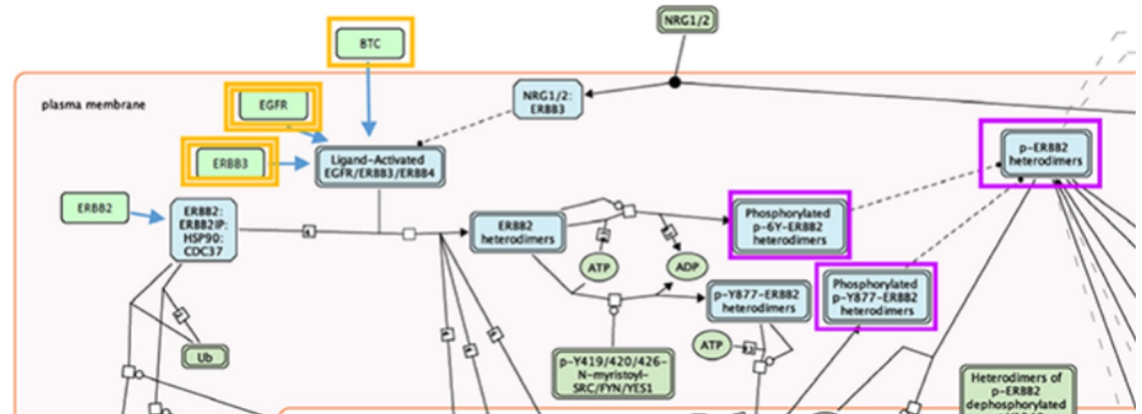 NRG1/2
BTC
plasma membrane
EGFR
NRG1/2:
ERBB3
ERBB3
Ligand-Activated
EGFR/ERBB3/ERBB4
p-ERBB2
heterodimers
ERBB2
ERBB2:
ERBB2IP:
HSP90:
CDC37
ERBB2
heterodimers
Phosphorylated
p-6Y-ERBB2
heterodimers
ATP
ADP
p-Y877-ERBB2
heterodimers
Phosphorylated
p-Y877-ERBB2
heterodimers
Ub
p-Y419/420/426-
N-myristoyl-
SRC/FYN/YES1
ATP
Heterodimers of
p-ERBB2
dephosphorylated